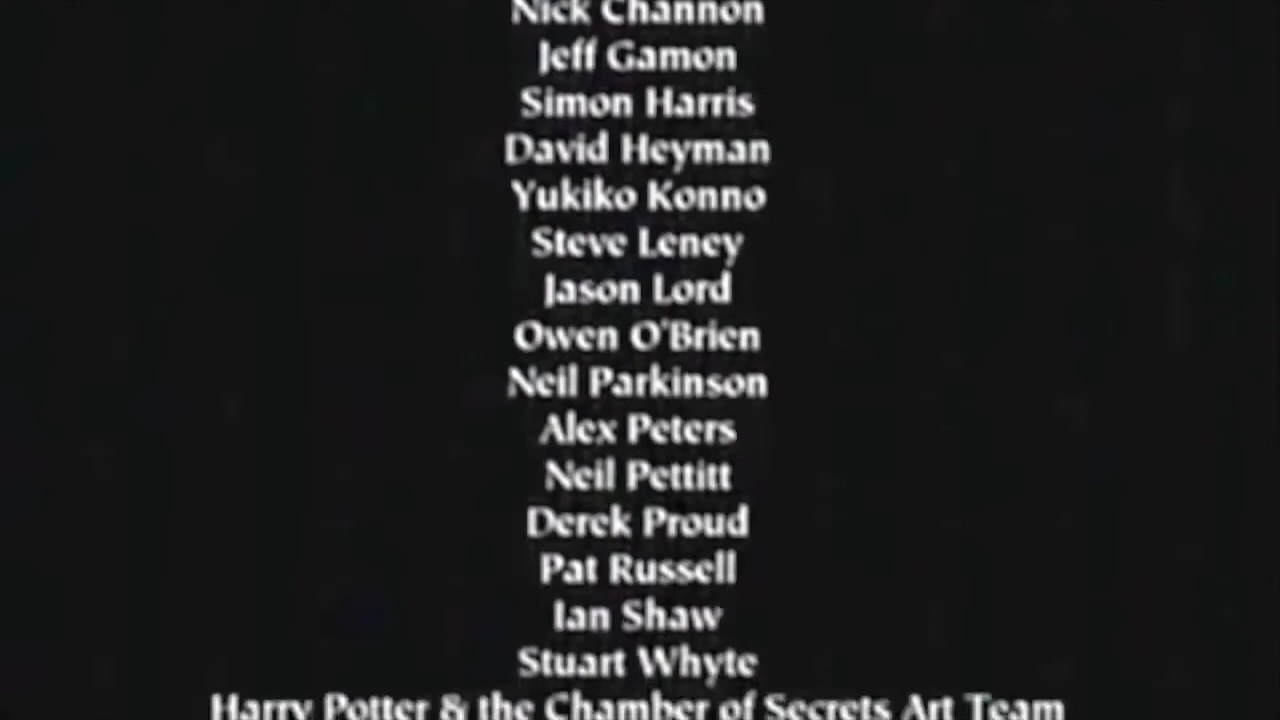 Nick Channon
Jeff Gamon
Simon Harris
David Heyman
Yukiko Konno
Steve Leney
Jason Lord
Owen O'Brien
Neil Parkinson
Alex Peters
Neil Pettitt
Derek Proud
Pat Russell
Ian Shaw
Stuart Whyte
Harry Potter & the Chamber of Secrets Art Team